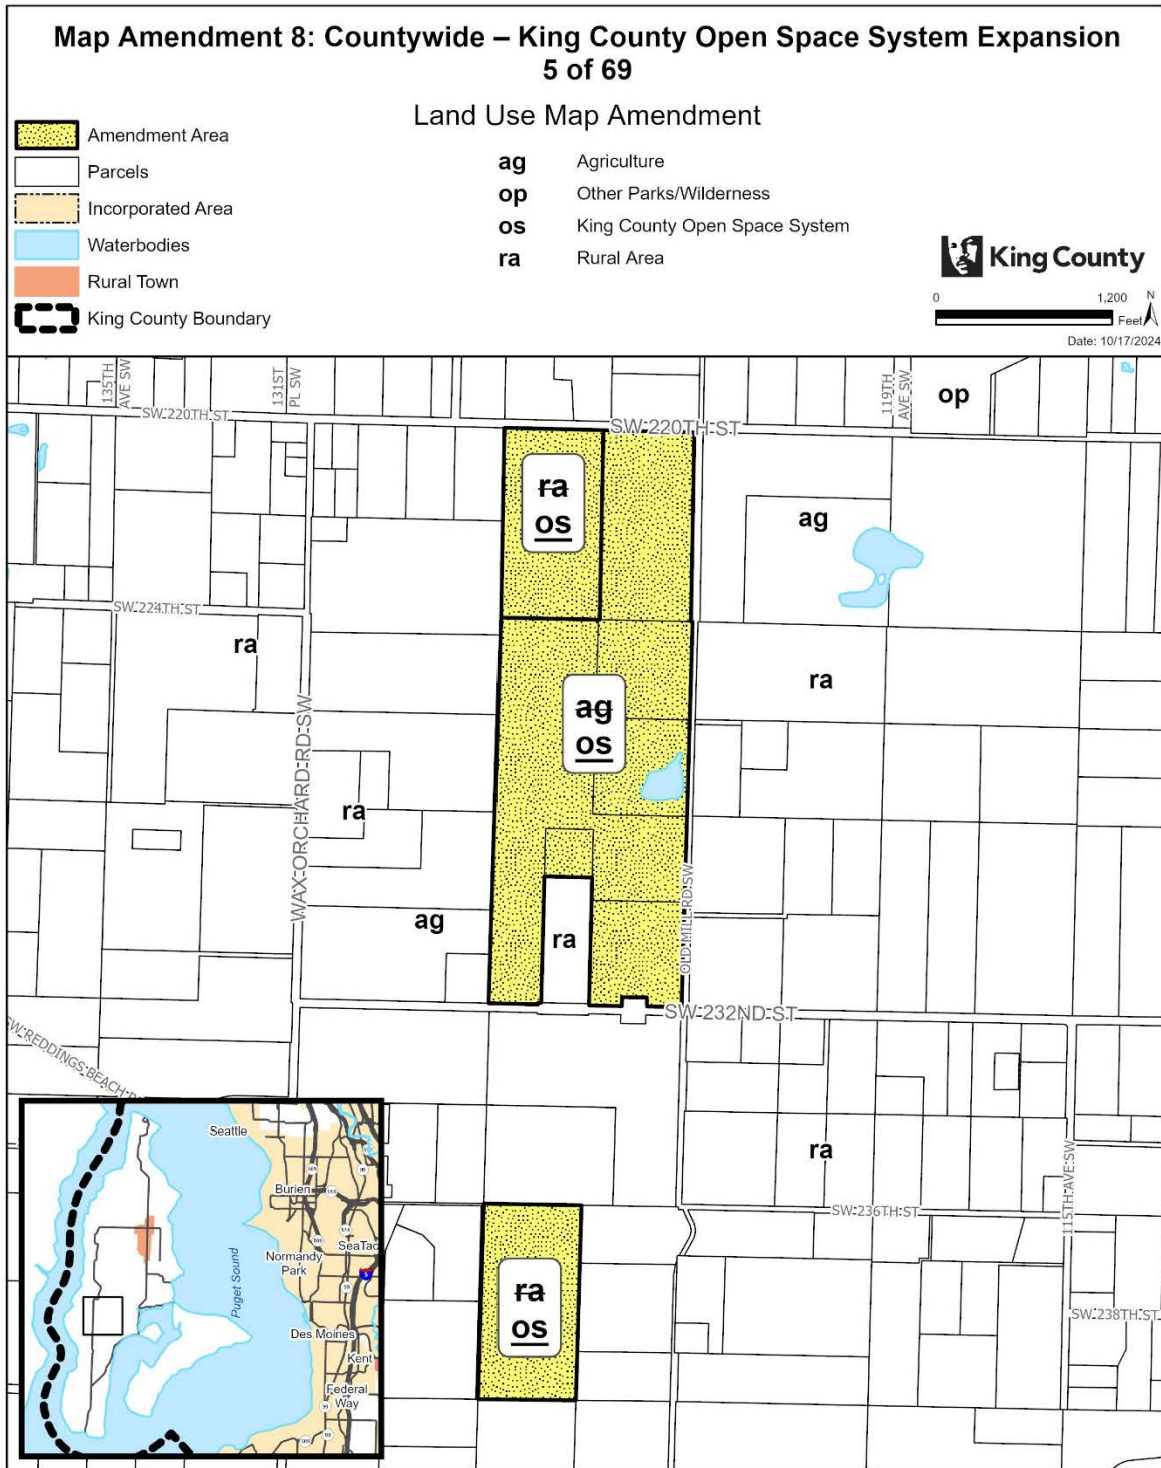 Map Amendment 8: Countywide – King County Open Space System Expansion
5 of 69
Land Use Map Amendment
Amendment Area
Parcels
Incorporated Area
Waterbodies
Rural Town
King County Boundary
ag Agriculture
op Other Parks/Wilderness
os King County Open Space System
ra Rural Area
King County
0 1,200
Feet
N
Date: 10/17/2024
135TH
AVE SW
131ST
PL SW
119TH
AVE SW
op
SW 220TH ST
SW 220TH ST
ra
os
ag
SW 224TH ST
ra
ra
ag
os
WAX ORCHARD RD SW
ra
OLD MILL RD SW
ag
ra
SW 232ND ST
SW REDDINGS BEACH
ra
115TH AVE SW
SW 236TH ST
SW 238TH ST
ra
os
Seattle
Burien
509
518
99
SeaTac
Normandy
Park
Puget Sound
Des Moines
Kent
Federal
Way
99
509